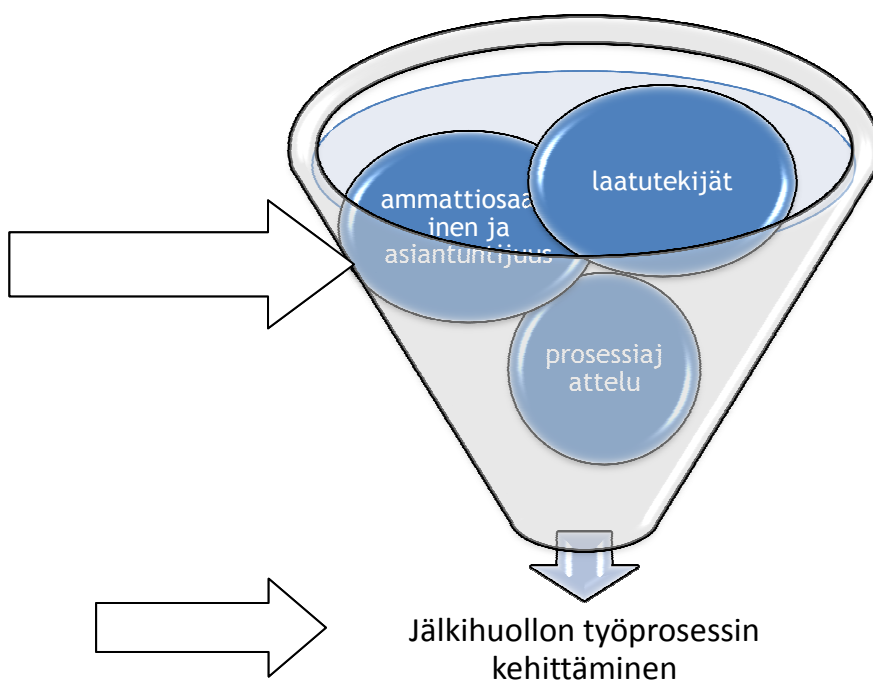 laatutekijät
ammattiosaa
inen ja
asiantuntijuus
prosessiaj
attelu
Jälkihuollon työprosessin
kehittäminen